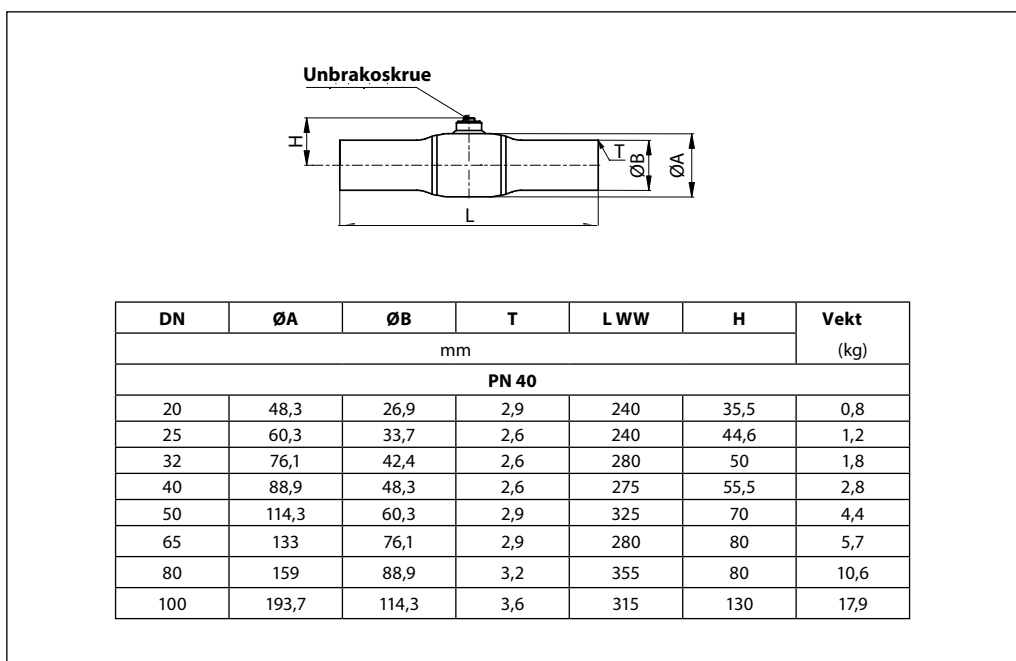 Unbrakoskrue
H
T
ØB
ØA
L
DN ØA ØB T L WW H Vekt
mm (kg)
PN 40
20 48,3 26,9 2,9 240 35,5 0,8
25 60,3 33,7 2,6 240 44,6 1,2
32 76,1 42,4 2,6 280 50 1,8
40 88,9 48,3 2,6 275 55,5 2,8
50 114,3 60,3 2,9 325 70 4,4
65 133 76,1 2,9 280 80 5,7
80 159 88,9 3,2 355 80 10,6
100 193,7 114,3 3,6 315 130 17,9